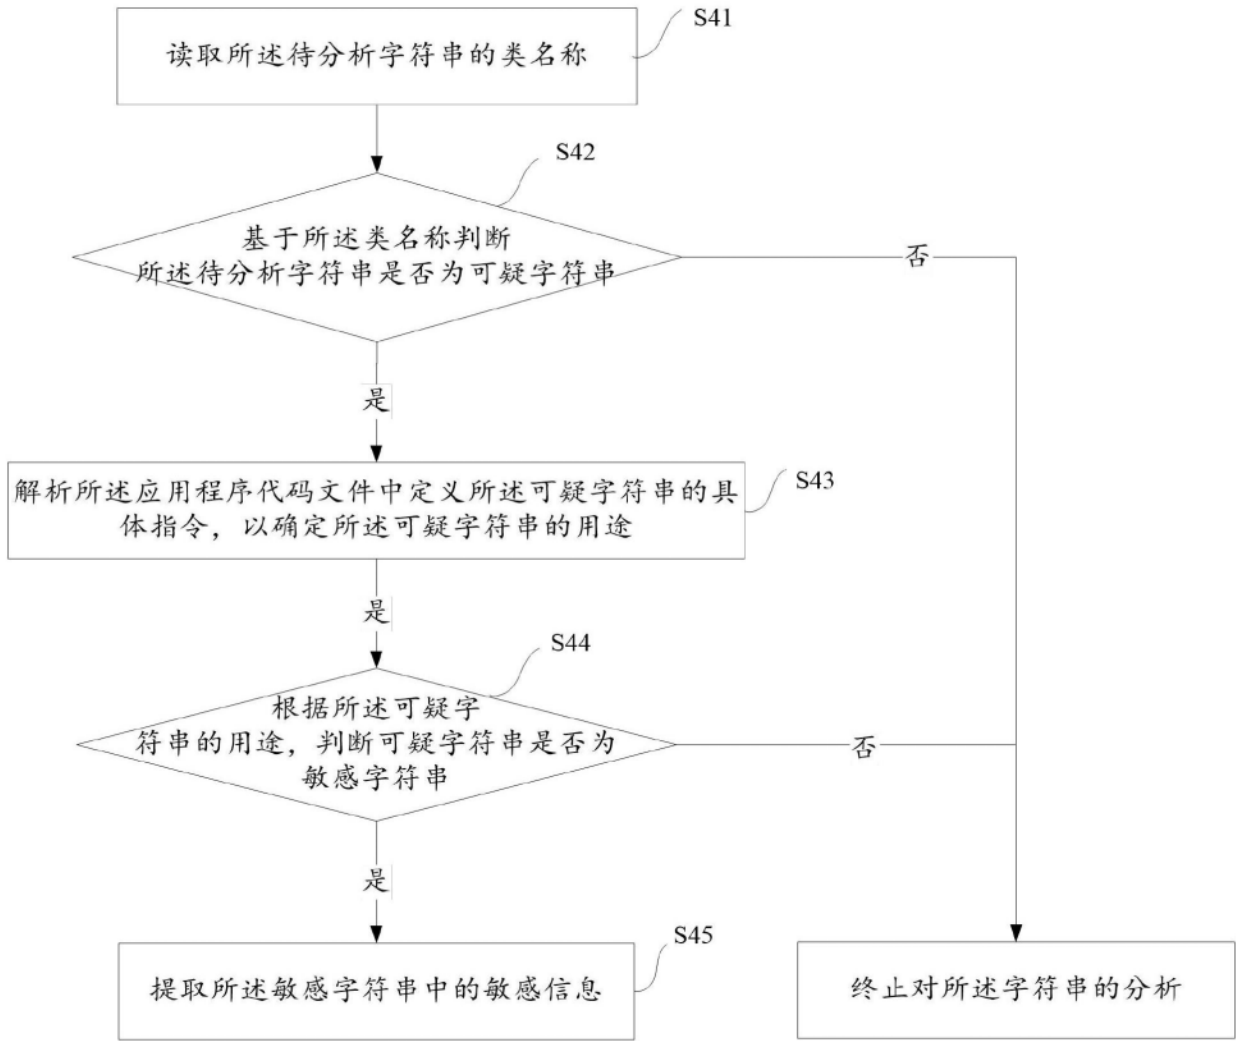 S41
读取所述待分析字符串的类名称
S42
基于所述类名称判断
所述待分析字符串是否为可疑字符串
否
是
S43
解析所述应用程序代码文件中定义所述可疑字符串的具
体指令，以确定所述可疑字符串的用途
是
S44
根据所述可疑字
符串的用途，判断可疑字符串是否为
敏感字符串
否
是
S45
提取所述敏感字符串中的敏感信息
终止对所述字符串的分析